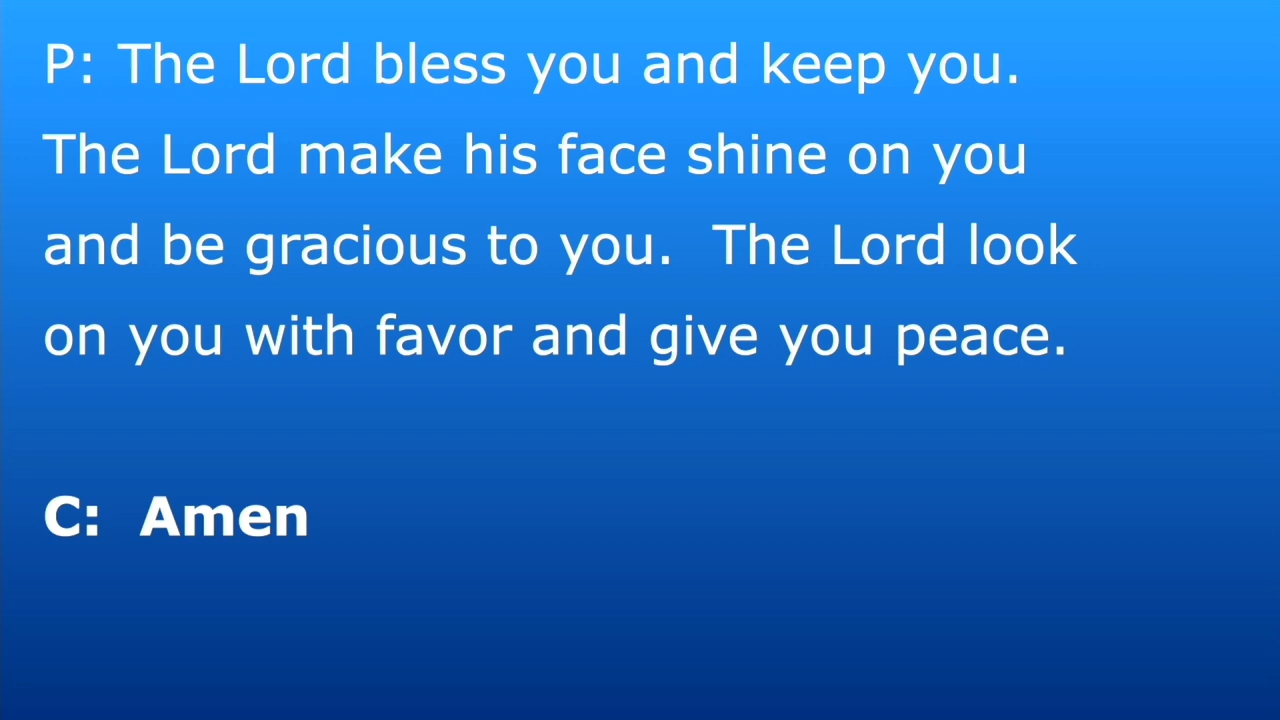 P: The Lord bless you and keep you.
The Lord make his face shine on you
and be gracious to you.  The Lord look
on you with favor and give you peace.
C:  Amen